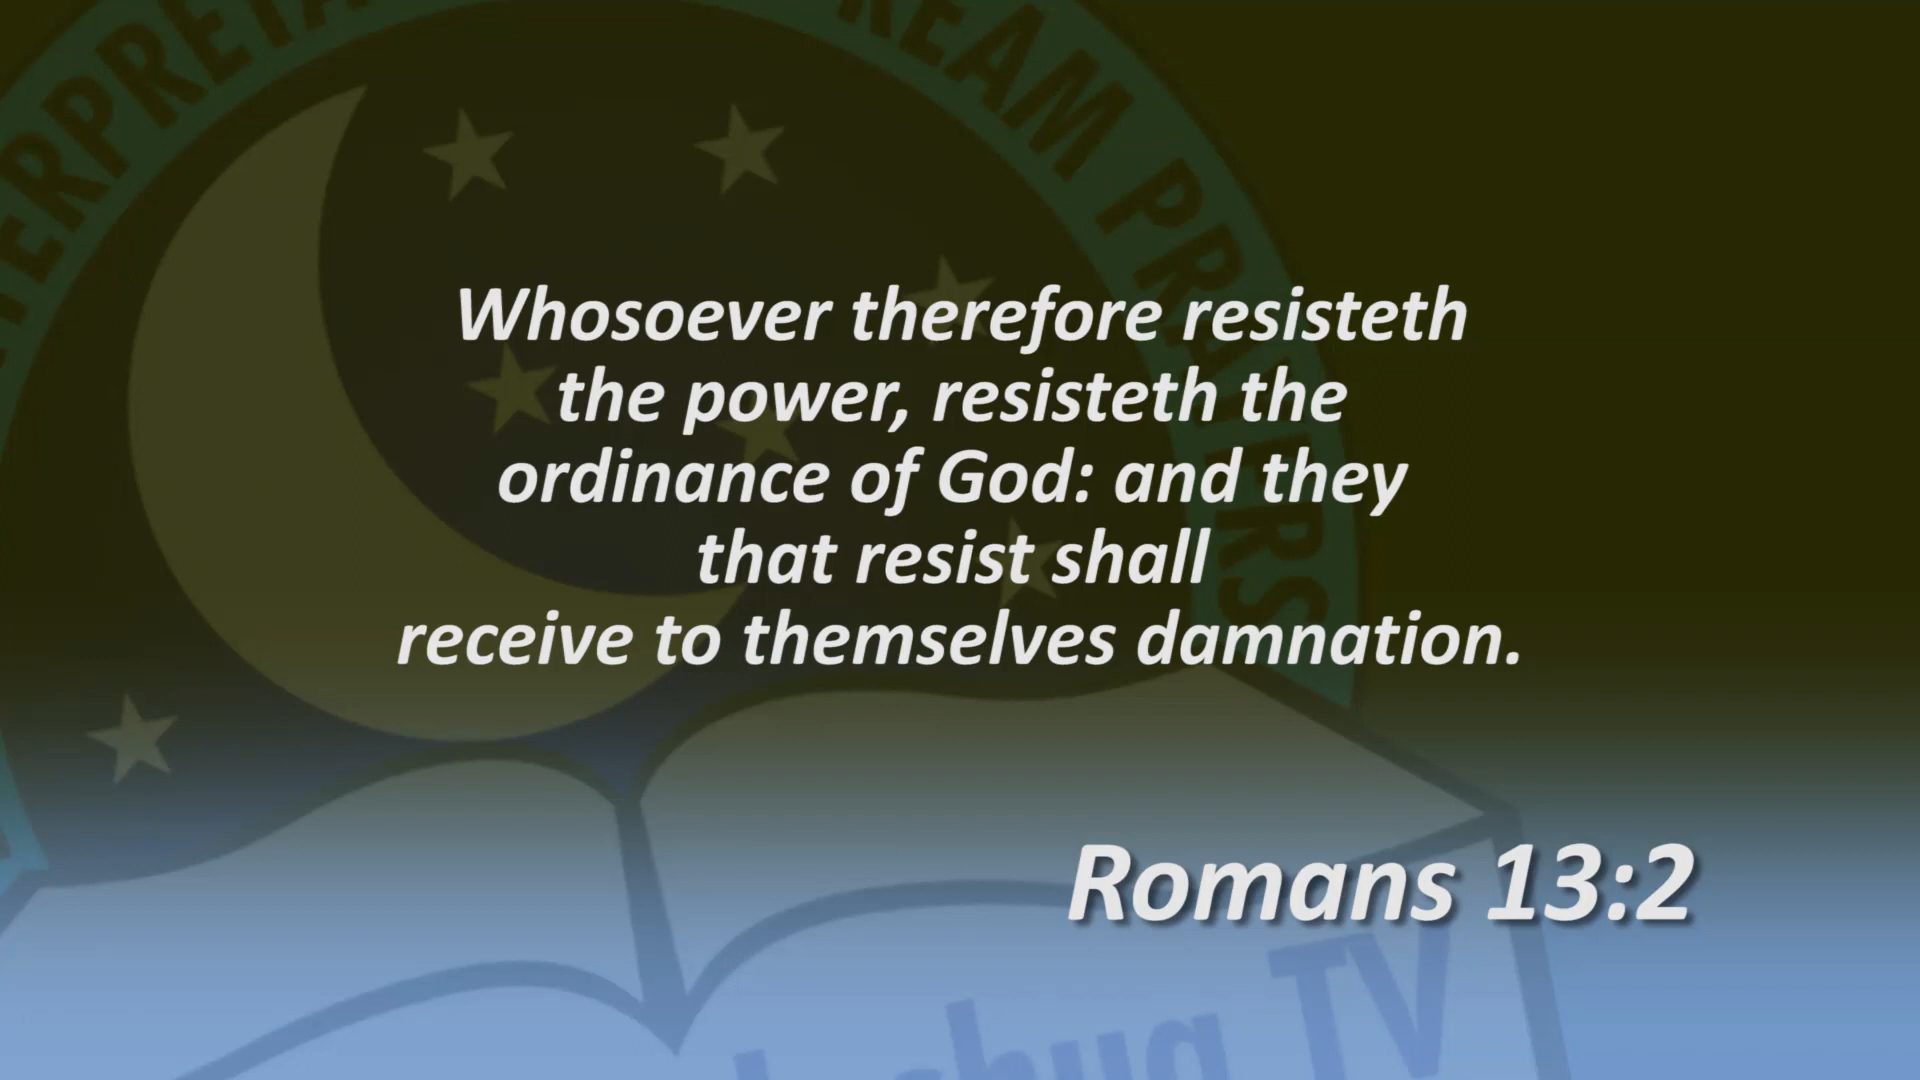 Whosoever therefore resisteth
the power, resisteth the
ordinance of God: and they
that resist shall
receive to themselves damnation.
Romans 13:2
TV